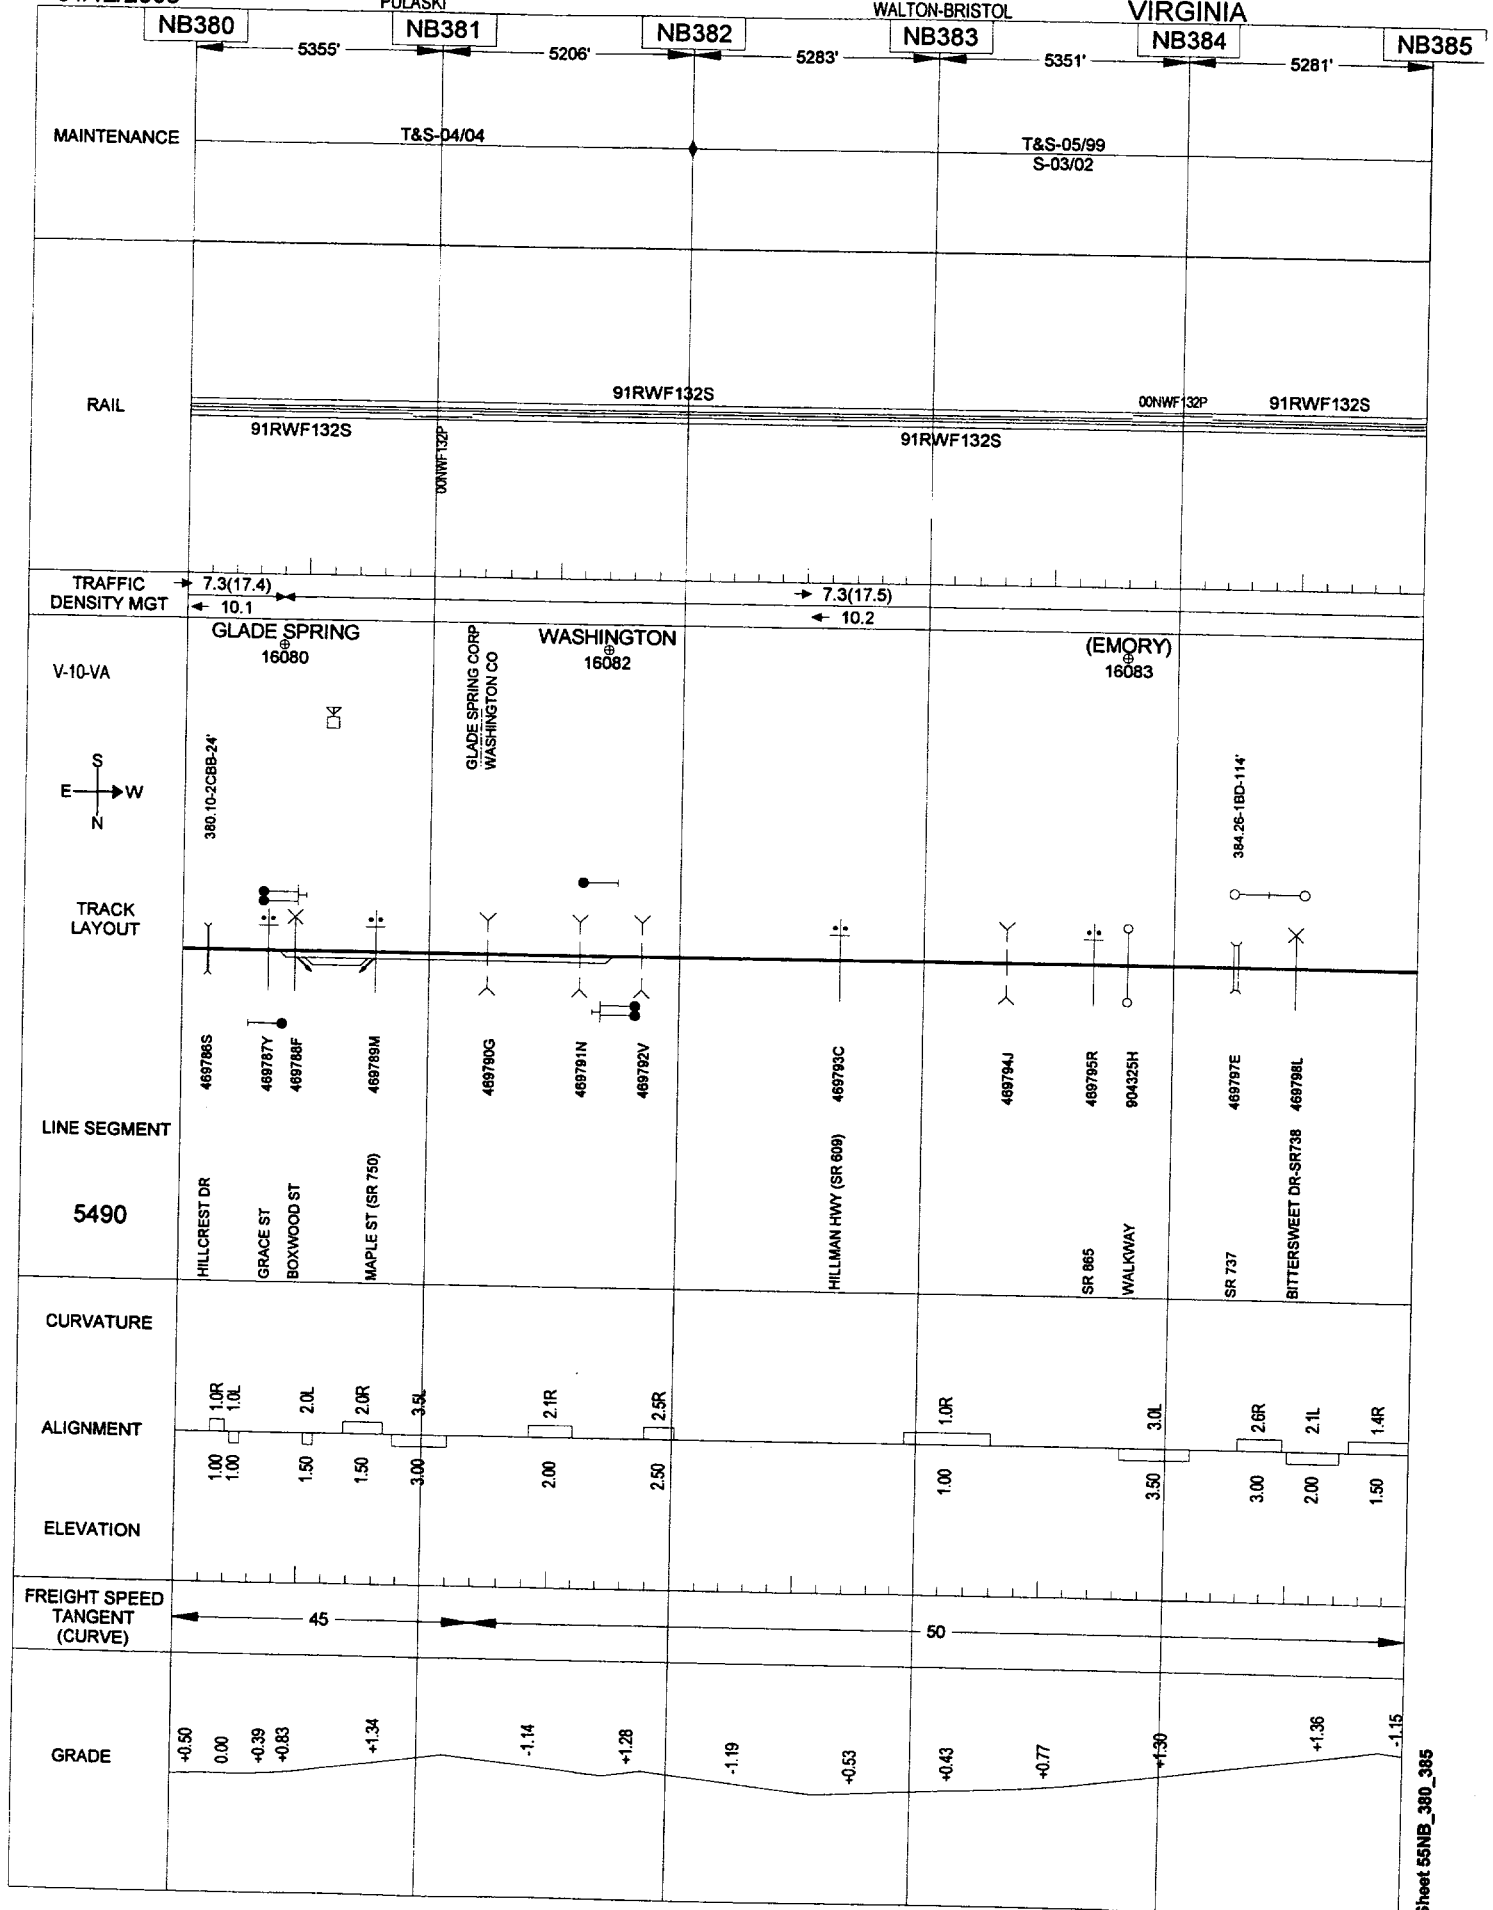 PULASKI
WALTON-BRISTOL
VIRGINIA
NB380
NB381
NB382
NB383
NB384
NB385
5355'
5206'
5283'
5351'
5281'
MAINTENANCE
T&S-04/04
T&S-05/99
S-03/02
RAIL
91RWF132S
00NWF132P
91RWF132S
91RWF132S
91RWF132S
00NWF132P
TRAFFIC
DENSITY MGT
7.3(17.4)
10.1
7.3(17.5)
10.2
V-10-VA
GLADE SPRING
16080
GLADE SPRING CORP
WASHINGTON CO
WASHINGTON
16082
(EMORY)
16083
S
E
W
N
380.10-2CBB-24'
384.26-1BD-114'
TRACK
LAYOUT
469786S
469787Y
469788F
469789M
469790G
469791N
469792V
469793C
469794J
469795R
904325H
469797E
469798L
LINE SEGMENT
5490
HILLCREST DR
GRACE ST
BOXWOOD ST
MAPLE ST (SR 750)
HILLMAN HWY (SR 609)
SR 865
WALKWAY
SR 737
BITTERSWEET DR-SR738
CURVATURE
1.0R
1.0L
2.0L
2.0R
3.5L
2.1R
2.5R
1.0R
3.0L
2.6R
2.1L
1.4R
ALIGNMENT
1.00
1.00
1.50
1.50
3.00
2.00
2.50
1.00
3.50
3.00
2.00
1.50
ELEVATION
FREIGHT SPEED
TANGENT
(CURVE)
45
50
GRADE
+0.50
0.00
+0.39
+0.83
+1.34
-1.14
+1.28
-1.19
+0.53
+0.43
+0.77
+1.30
+1.36
-1.15
Sheet 55NB_380_385